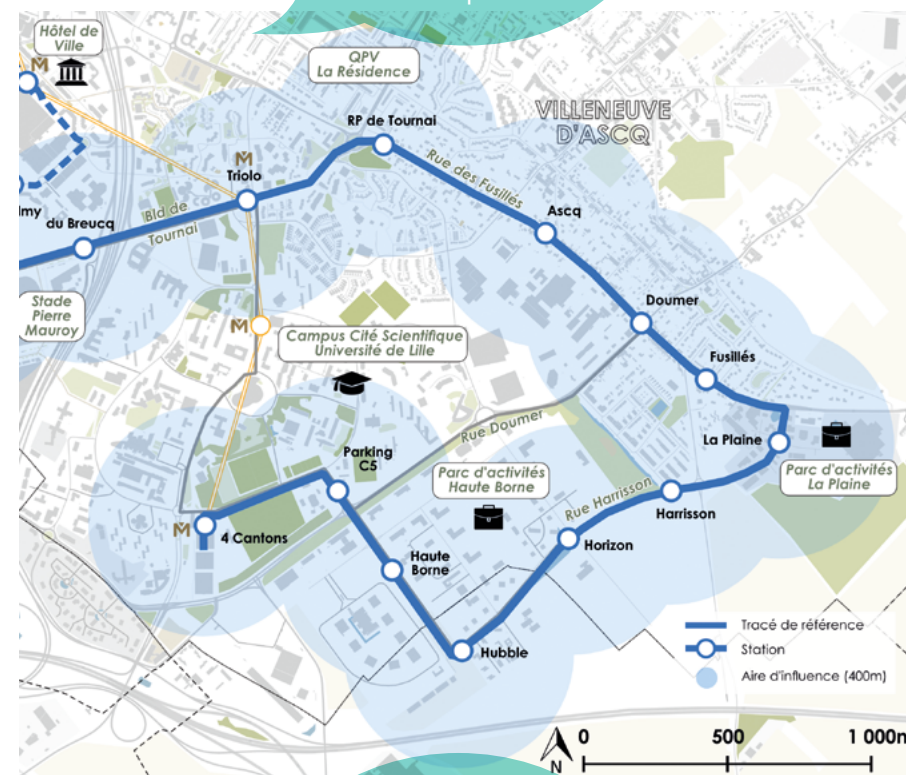 Hôtel de
Ville
M
QPV
La Résidence
VILLENEUVE
D'ASCQ
RP de Tournai
M
Triolo
Rue des Fusillés
Ascq
lmy
du Breucq
Bld de
Tournai
Stade
Pierre
Mauroy
M
Campus Cité Scientifique
Université de Lille
Doumer
Fusillés
Rue Doumer
La Plaine
Parc d'activités
La Plaine
Parking
C5
Parc d'activités
Haute Borne
Rue Harrisson
Harrisson
M
4 Cantons
Horizon
Haute
Borne
Hubble
Tracé de référence
Station
Aire d'influence (400m)
N
0 500 1 000m